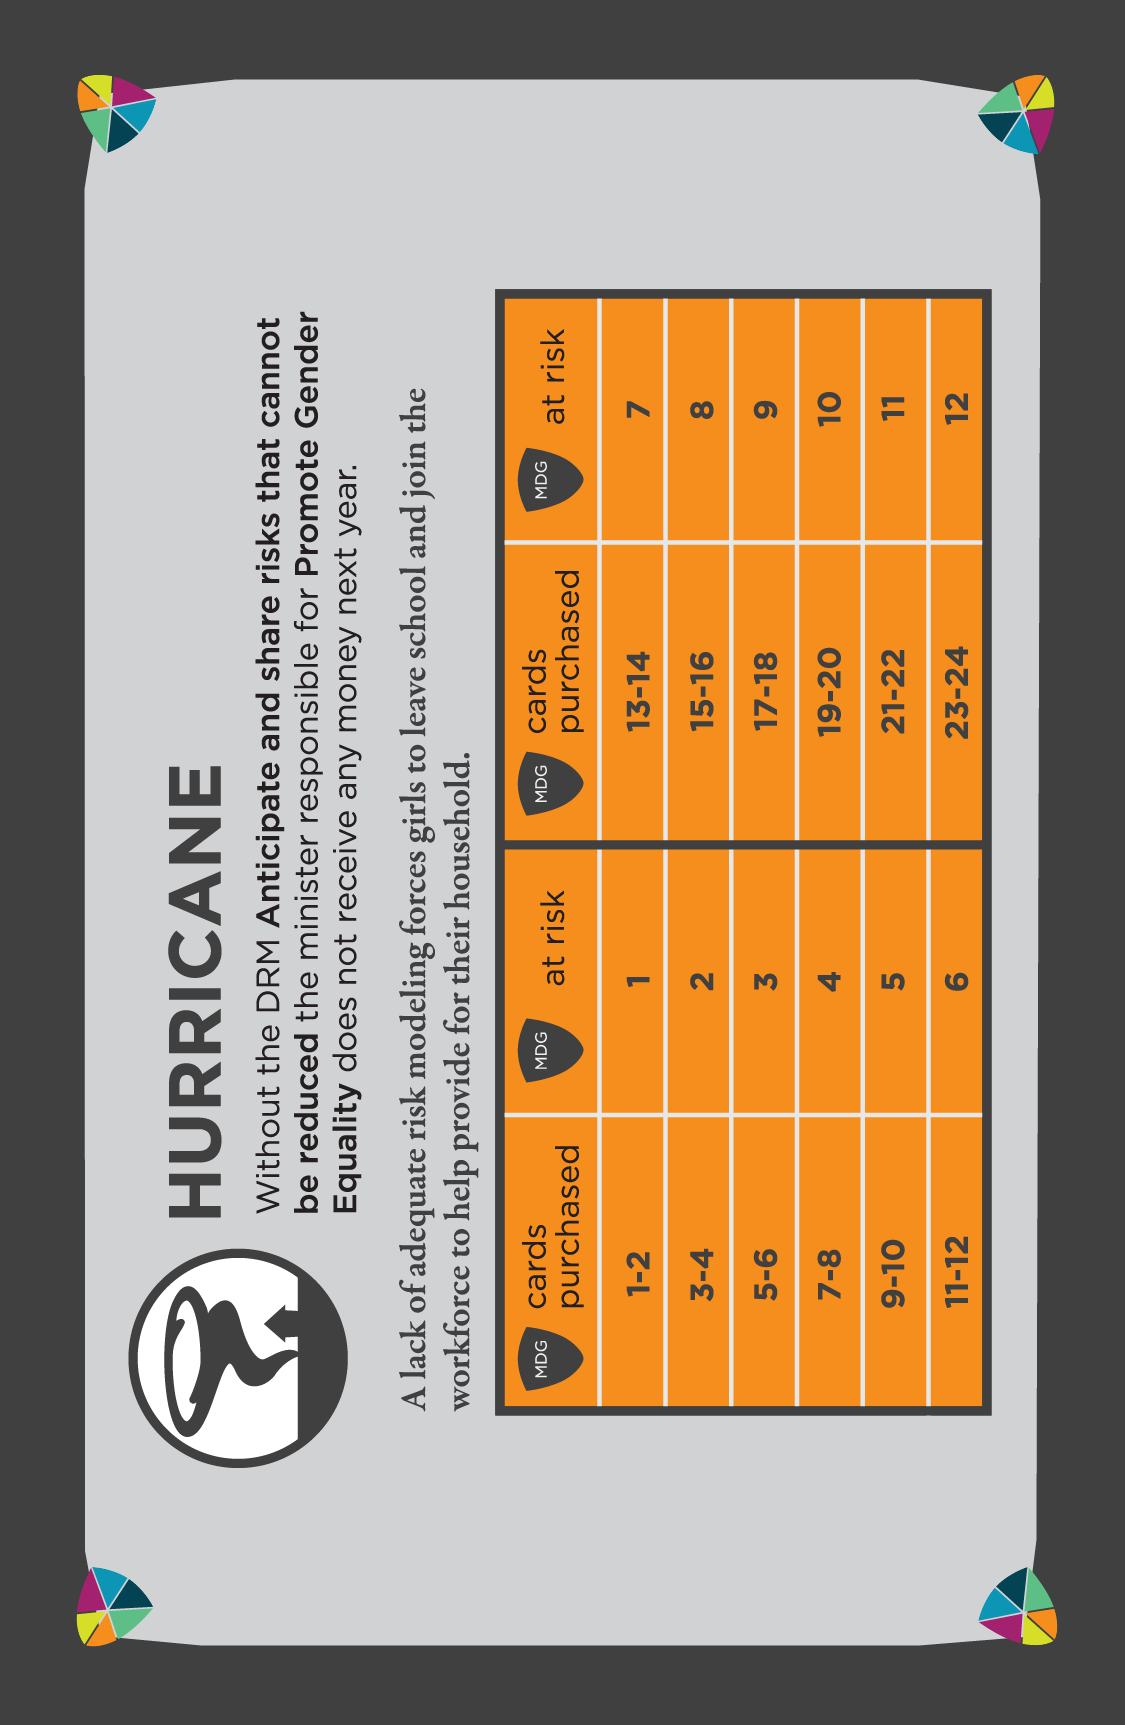 HURRICANE
Without the DRM Anticipate and share risks that cannot
be reduced the minister responsible for Promote Gender
Equality does not receive any money next year.
A lack of adequate risk modeling forces girls to leave school and join the
workforce to help provide for their household.
MDG cards purchased MDG at risk MDG cards purchased MDG at risk
1-2 1 13-14 7
3-4 2 15-16 8
5-6 3 17-18 9
7-8 4 19-20 10
9-10 5 21-22 11
11-12 6 23-24 12